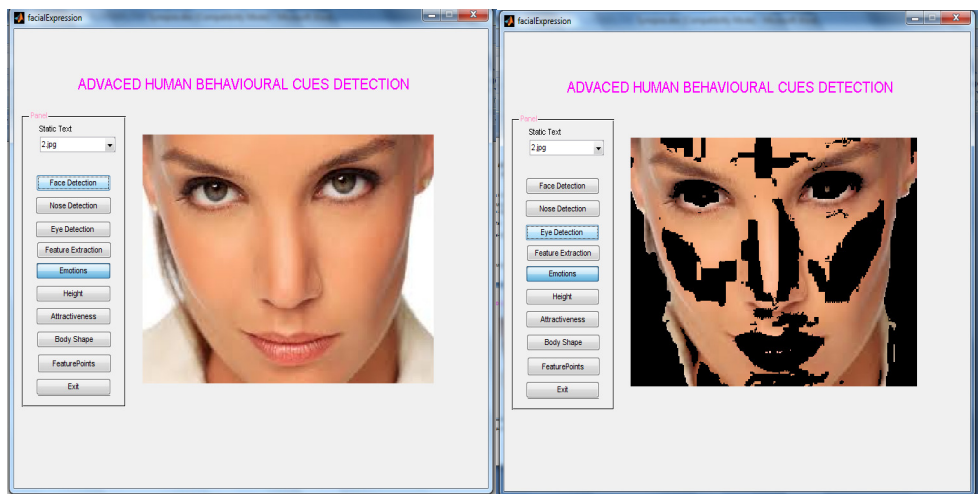 facialExpression
ADVACED HUMAN BEHAVIOURAL CUES DETECTION
Panel
Static Text
2.jpg
Face Detection
Nose Detection
Eye Detection
Feature Extraction
Emotions
Height
Attractiveness
Body Shape
FeaturePoints
Exit
facialExpression
ADVACED HUMAN BEHAVIOURAL CUES DETECTION
Panel
Static Text
2.jpg
Face Detection
Nose Detection
Eye Detection
Feature Extraction
Emotions
Height
Attractiveness
Body Shape
FeaturePoints
Exit